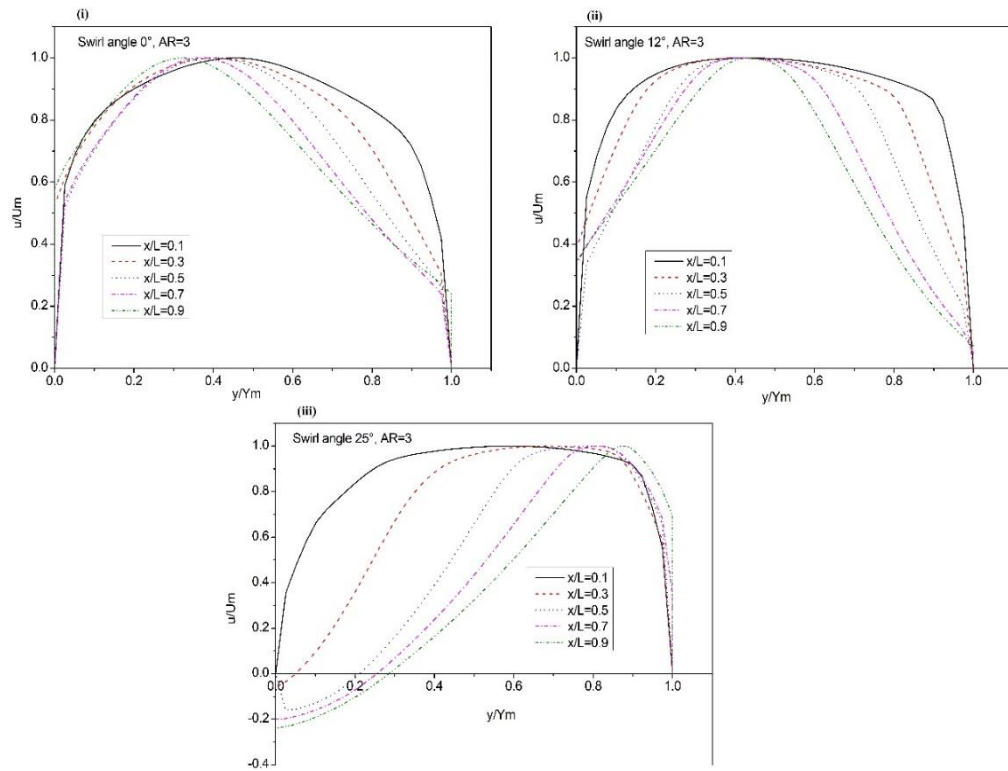 (i)
Swirl angle 0°, AR=3
1.0
0.8
0.6
0.4
0.2
0.0
u/Um
x/L=0.1
x/L=0.3
x/L=0.5
x/L=0.7
x/L=0.9
0.0 0.2 0.4 0.6 0.8 1.0
y/Ym
(ii)
Swirl angle 12°, AR=3
1.0
0.8
0.6
0.4
0.2
0.0
u/Um
x/L=0.1
x/L=0.3
x/L=0.5
x/L=0.7
x/L=0.9
0.0 0.2 0.4 0.6 0.8 1.0
y/Ym
(iii)
Swirl angle 25°, AR=3
1.0
0.8
0.6
0.4
0.2
0.0
-0.2
-0.4
u/Um
x/L=0.1
x/L=0.3
x/L=0.5
x/L=0.7
x/L=0.9
0.0 0.2 0.4 0.6 0.8 1.0
y/Ym